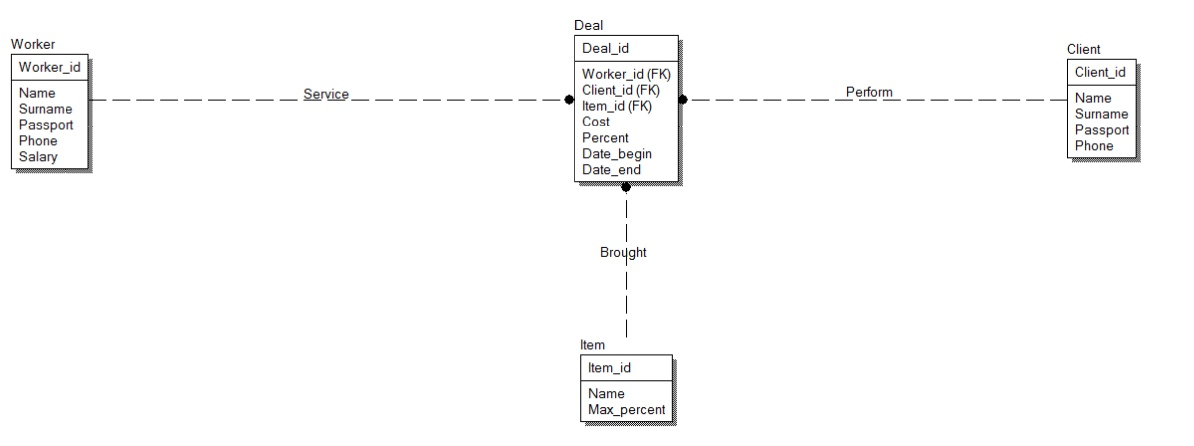 Worker
Worker_id
Name
Surname
Passport
Phone
Salary
Service
Deal
Deal_id
Worker_id (FK)
Client_id (FK)
Item_id (FK)
Cost
Percent
Date_begin
Date_end
Perform
Client
Client_id
Name
Surname
Passport
Phone
Brought
Item
Item_id
Name
Max_percent